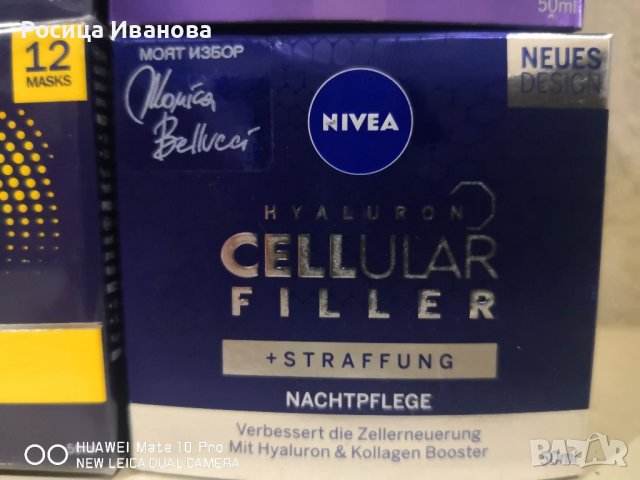 Росица Иванова
50ml
12
MASKS
МОЯТ ИЗБОР
Monica
Bellucci
NEUES
DESIGN
NIVEA
HYALURON
CELLULAR
FILLER
+ STRAFFUNG
NACHTPFLEGE
Verbessert die Zellerneuerung
Mit Hyaluron & Kollagen Booster
50ml
HUAWEI Mate 10 Pro
NEW LEICA DUAL CAMERA
BAZAR